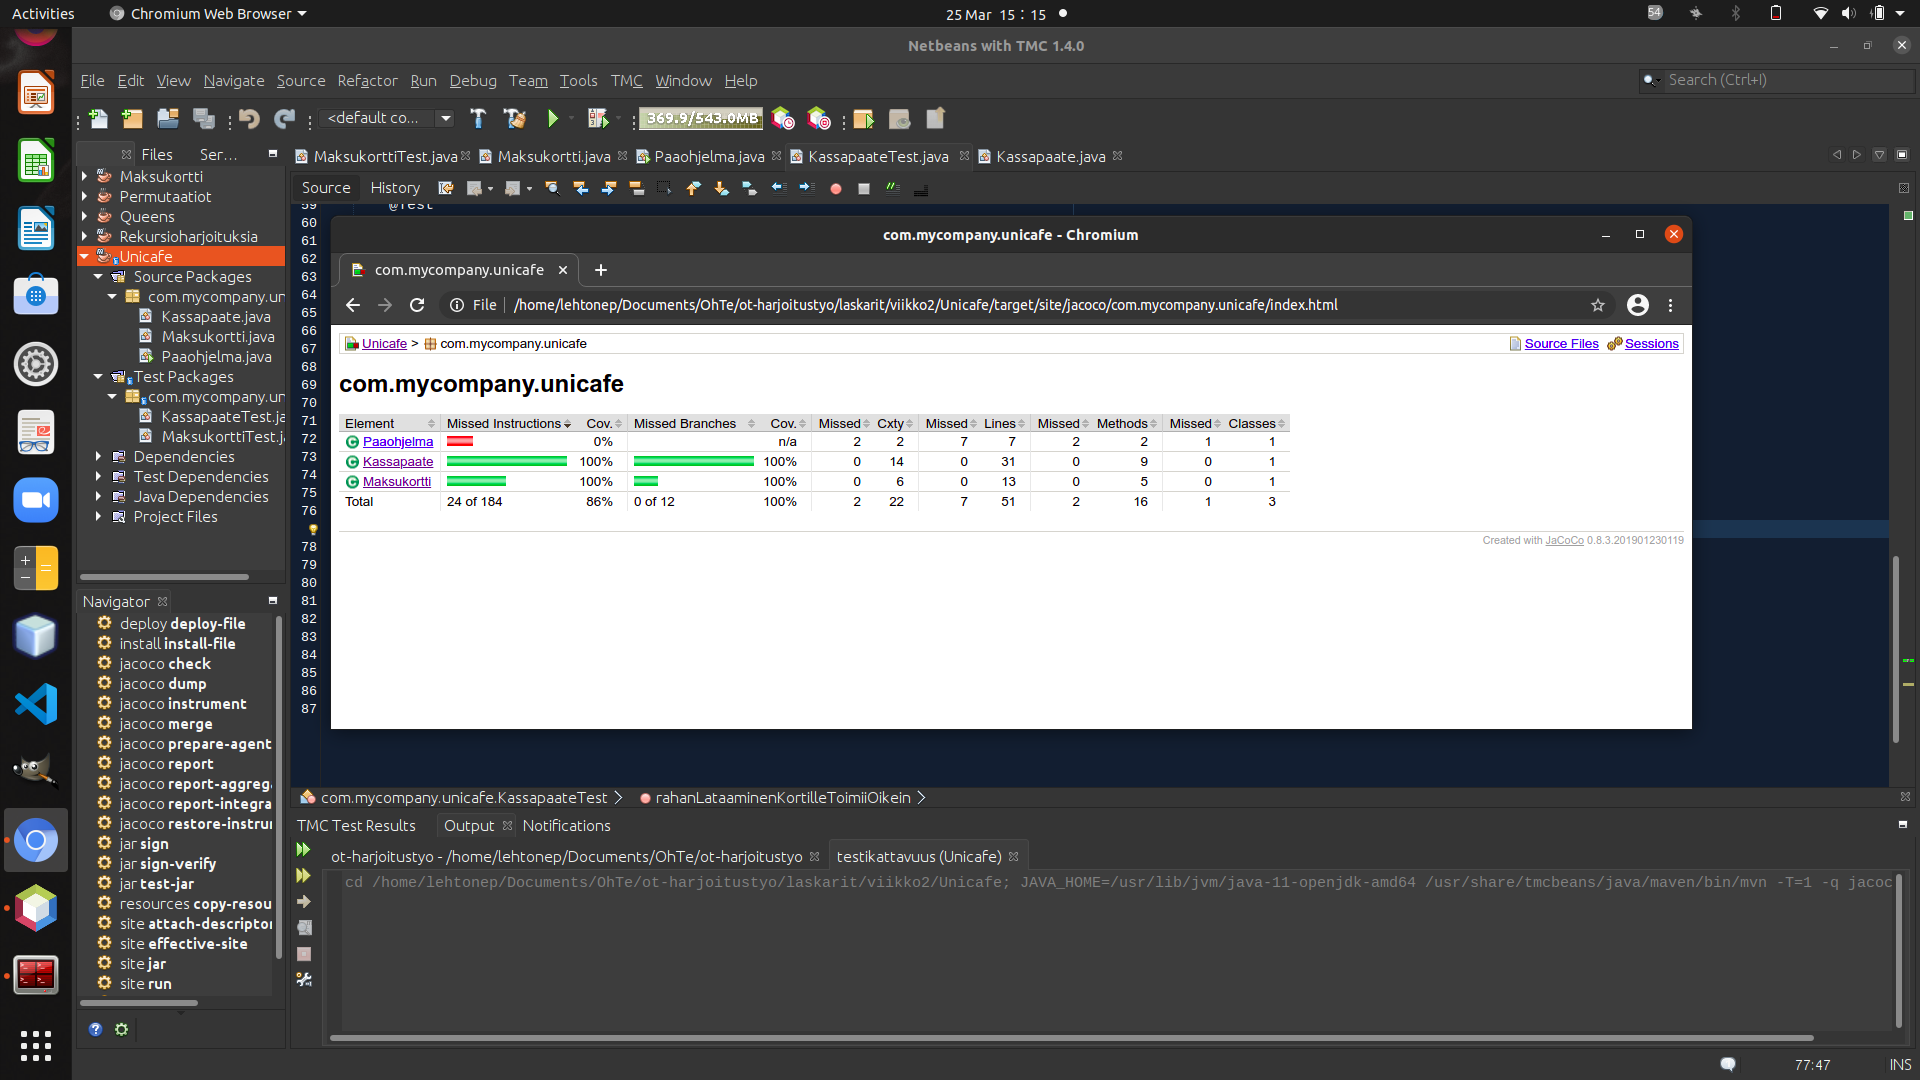 Activities
Chromium Web Browser
25 Mar 15:15
54
Netbeans with TMC 1.4.0
File Edit View Navigate Source Refactor Run Debug Team Tools TMC Window Help
Search (Ctrl+I)
<default co...
369.9/543.0MB
Files Ser...
MaksukorttiTest.java Maksukortti.java Paaohjelma.java KassapaateTest.java Kassapaate.java
Source History
Maksukortti
Permutaatiot
Queens
Rekursioharjoituksia
Unicafe
Source Packages
com.mycompany.un
Kassapaate.java
Maksukortti.java
Paaohjelma.java
Test Packages
com.mycompany.un
KassapaateTest.ja
MaksukorttiTest.j
Dependencies
Test Dependencies
Java Dependencies
Project Files
Navigator
deploy deploy-file
install install-file
jacoco check
jacoco dump
jacoco instrument
jacoco merge
jacoco prepare-agent
jacoco report
jacoco report-aggreg
jacoco report-integra
jacoco restore-instru
jar sign
jar sign-verify
jar test-jar
resources copy-resou
site attach-descriptor
site effective-site
site jar
site run
59 @Test
60
61
62
63
64
65
66
67
68
69
70
71
72
73
74
75
76
78
79
80
81
82
83
84
85
86
87
com.mycompany.unicafe - Chromium
com.mycompany.unicafe
File /home/lehtonep/Documents/OhTe/ot-harjoitustyo/laskarit/viikko2/Unicafe/target/site/jacoco/com.mycompany.unicafe/index.html
Unicafe > com.mycompany.unicafe
Source Files Sessions
com.mycompany.unicafe
Element Missed Instructions Cov. Missed Branches Cov. Missed Cxty Missed Lines Missed Methods Missed Classes
Paaohjelma 0% n/a 2 2 7 7 2 2 1 1
Kassapaate 100% 100% 0 14 0 31 0 9 0 1
Maksukortti 100% 100% 0 6 0 13 0 5 0 1
Total 24 of 184 86% 0 of 12 100% 2 22 7 51 2 16 1 3
Created with JaCoCo 0.8.3.201901230119
com.mycompany.unicafe.KassapaateTest rahanLataaminenKortilleToimiiOikein
TMC Test Results Output Notifications
ot-harjoitustyo - /home/lehtonep/Documents/OhTe/ot-harjoitustyo testikattavuus (Unicafe)
cd /home/lehtonep/Documents/OhTe/ot-harjoitustyo/laskarit/viikko2/Unicafe; JAVA_HOME=/usr/lib/jvm/java-11-openjdk-amd64 /usr/share/tmcbeans/java/maven/bin/mvn -T=1 -q jacoc
77:47 INS